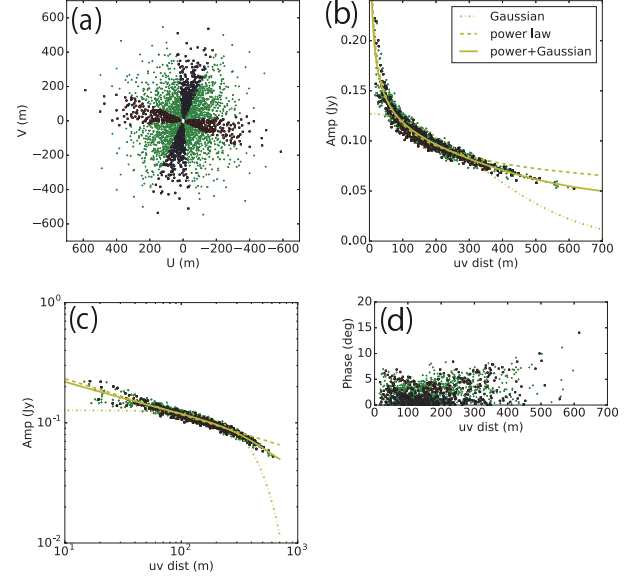 (a)
600
400
200
0
−200
−400
−600
V (m)
600 400 200 0 −200−400−600
U (m)
(b)
Gaussian
power law
power+Gaussian
0.20
0.15
0.10
0.05
0.00
Amp (Jy)
0 100 200 300 400 500 600 700
uv dist (m)
(c)
10^0
10^-1
10^-2
Amp (Jy)
10^1 10^2 10^3
uv dist (m)
(d)
20
15
10
5
0
Phase (deg)
0 100 200 300 400 500 600 700
uv dist (m)